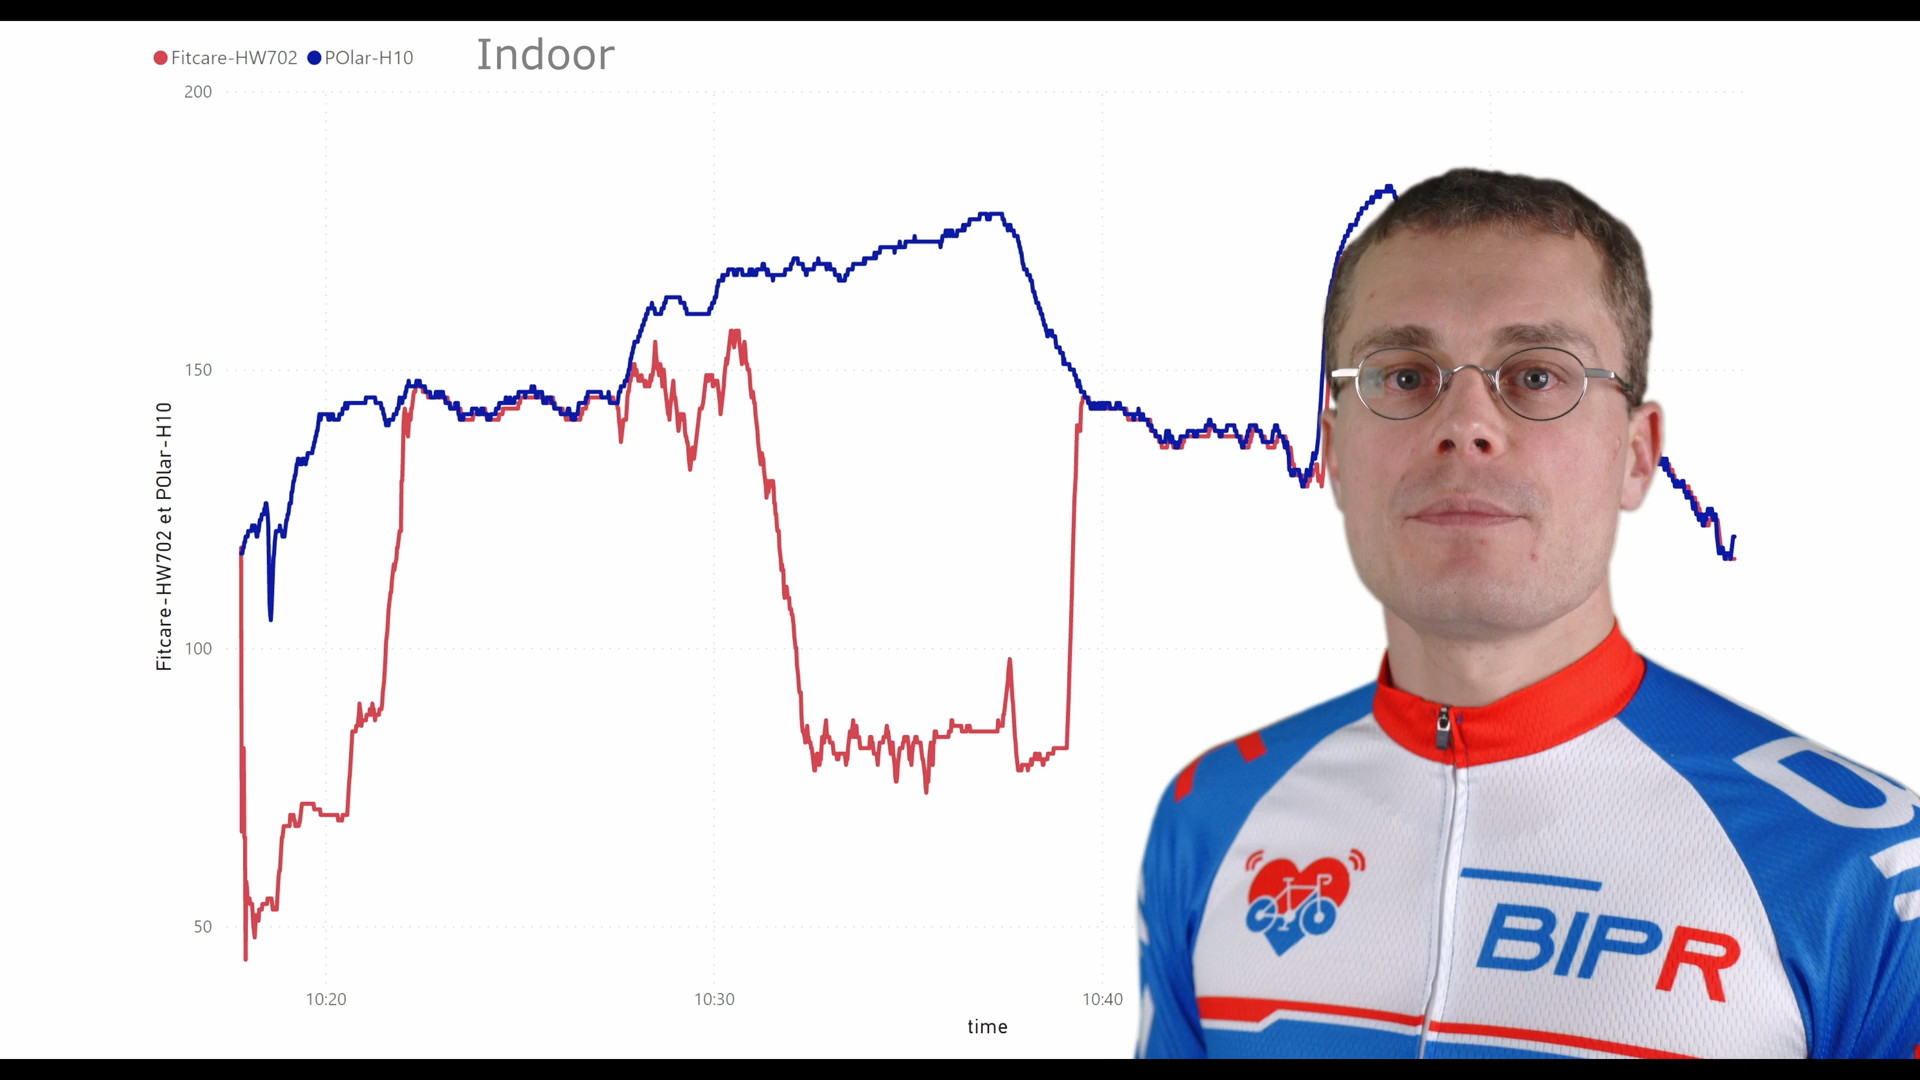 Fitcare-HW702 POlar-H10 Indoor
200
150
100
50
Fitcare-HW702 et POlar-H10
10:20 10:30 10:40
time
BIPR